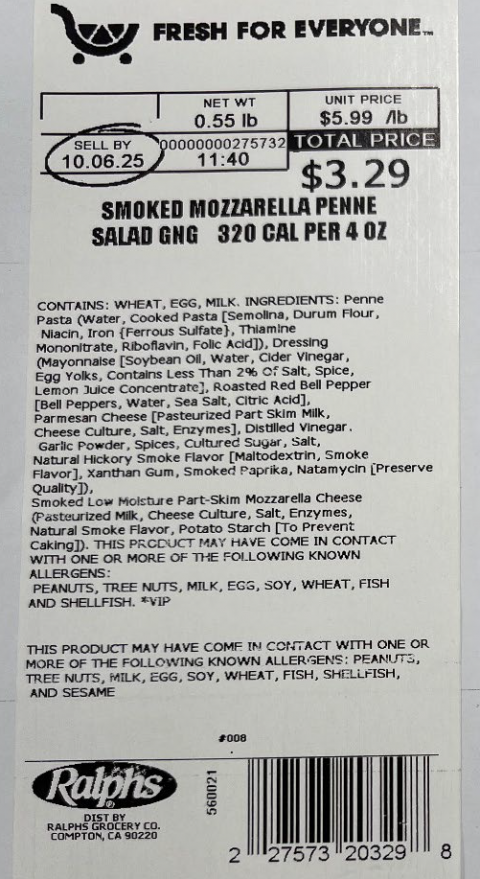 FRESH FOR EVERYONE™
NET WT
0.55 lb
UNIT PRICE
$5.99 /lb
SELL BY
10.06.25
00000000275732
11:40
TOTAL PRICE
$3.29
SMOKED MOZZARELLA PENNE
SALAD GNG 320 CAL PER 4 OZ
CONTAINS: WHEAT, EGG, MILK. INGREDIENTS: Penne
Pasta (Water, Cooked Pasta [Semolina, Durum Flour,
Niacin, Iron {Ferrous Sulfate}, Thiamine
Mononitrate, Riboflavin, Folic Acid]), Dressing
(Mayonnaise [Soybean Oil, Water, Cider Vinegar,
Egg Yolks, Contains Less Than 2% Of Salt, Spice,
Lemon Juice Concentrate], Roasted Red Bell Pepper
[Bell Peppers, Water, Sea Salt, Citric Acid],
Parmesan Cheese [Pasteurized Part Skim Milk,
Cheese Culture, Salt, Enzymes], Distilled Vinegar.
Garlic Powder, Spices, Cultured Sugar, Salt,
Natural Hickory Smoke Flavor [Maltodextrin, Smoke
Flavor], Xanthan Gum, Smoked Paprika, Natamycin [Preserve
Quality]),
Smoked Low Moisture Part-Skim Mozzarella Cheese
(Pasteurized Milk, Cheese Culture, Salt, Enzymes,
Natural Smoke Flavor, Potato Starch [To Prevent
Caking]). THIS PRODUCT MAY HAVE COME IN CONTACT
WITH ONE OR MORE OF THE FOLLOWING KNOWN
ALLERGENS:
PEANUTS, TREE NUTS, MILK, EGG, SOY, WHEAT, FISH
AND SHELLFISH. *VIP
THIS PRODUCT MAY HAVE COME IN CONTACT WITH ONE OR
MORE OF THE FOLLOWING KNOWN ALLERGENS: PEANUTS,
TREE NUTS, MILK, EGG, SOY, WHEAT, FISH, SHELLFISH,
AND SESAME
#008
Ralphs®
DIST BY
RALPHS GROCERY CO.
COMPTON, CA 90220
560021
2 27573 20329 8